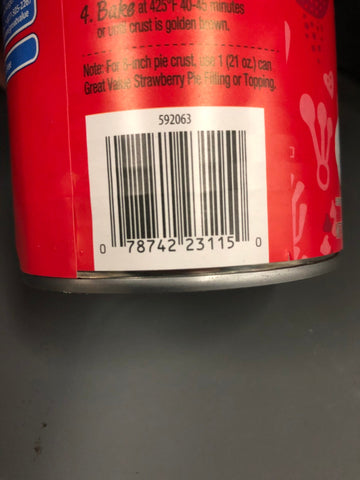 4. Bake at 425°F 40-45 minutes
or until crust is golden brown.
Note: For 8-inch pie crust, use 1 (21 oz.) can
Great Value Strawberry Pie Filling or Topping.
592063
0 78742 23115 0